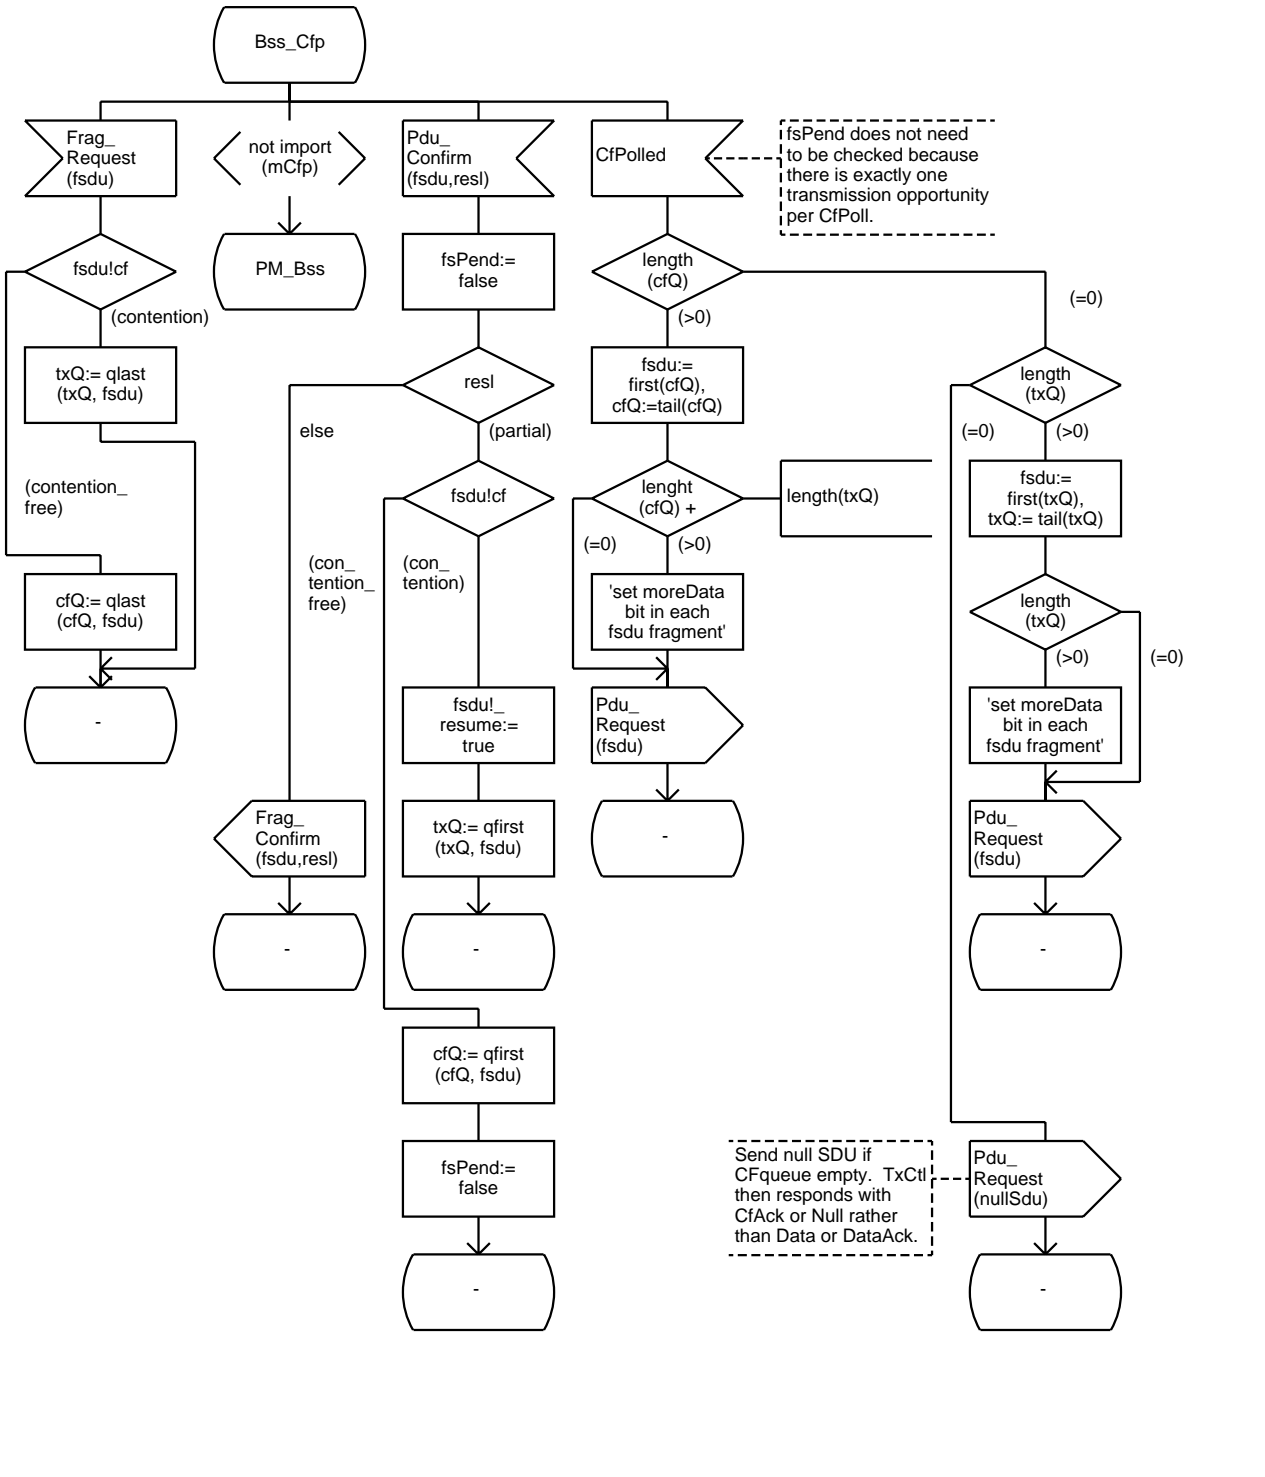 Bss_Cfp
Frag_
Request
(fsdu)
not import
(mCfp)
Pdu_
Confirm
(fsdu,resl)
CfPolled
fsPend does not need
to be checked because
there is exactly one
transmission opportunity
per CfPoll.
fsdu!cf
(contention)
txQ:= qlast
(txQ, fsdu)
(contention_
free)
cfQ:= qlast
(cfQ, fsdu)
-
PM_Bss
fsPend:=
false
resl
else
(partial)
fsdu!cf
(con_
tention_
free)
(con_
tention)
fsdu!_
resume:=
true
Frag_
Confirm
(fsdu,resl)
-
txQ:= qfirst
(txQ, fsdu)
-
cfQ:= qfirst
(cfQ, fsdu)
fsPend:=
false
-
length
(cfQ)
(>0)
(=0)
fsdu:=
first(cfQ),
cfQ:=tail(cfQ)
lenght
(cfQ) +
length(txQ)
(=0)
(>0)
'set moreData
bit in each
fsdu fragment'
Pdu_
Request
(fsdu)
-
length
(txQ)
(=0)
(>0)
fsdu:=
first(txQ),
txQ:= tail(txQ)
length
(txQ)
(>0)
(=0)
'set moreData
bit in each
fsdu fragment'
Pdu_
Request
(fsdu)
-
Send null SDU if
CFqueue empty.  TxCtl
then responds with
CfAck or Null rather
than Data or DataAck.
Pdu_
Request
(nullSdu)
-